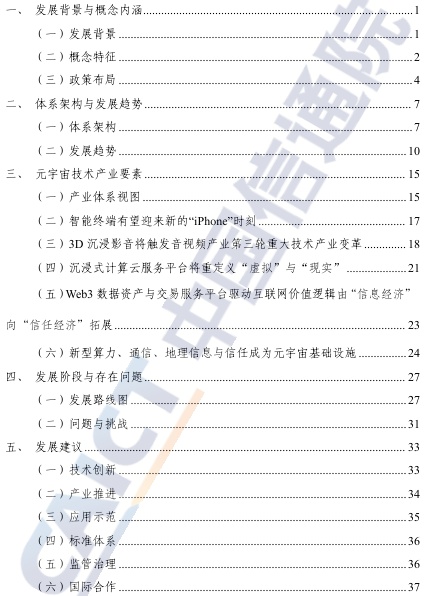 一、 发展背景与概念内涵........1
（一）发展背景........1
（二）概念特征........2
（三）政策布局........4
二、 体系架构与发展趋势........7
（一）体系架构........7
（二）发展趋势........10
三、 元宇宙技术产业要素........15
（一）产业体系视图........15
（二）智能终端有望迎来新的“iPhone”时刻........17
（三）3D 沉浸影音将触发音视频产业第三轮重大技术产业变革........18
（四）沉浸式计算云服务平台将重定义“虚拟”与“现实”........21
（五）Web3 数据资产与交易服务平台驱动互联网价值逻辑由“信息经济”
向“信任经济”拓展........23
（六）新型算力、通信、地理信息与信任成为元宇宙基础设施........24
四、 发展阶段与存在问题........27
（一）发展路线图........27
（二）问题与挑战........31
五、 发展建议........33
（一）技术创新........33
（二）产业推进........34
（三）应用示范........35
（四）标准体系........36
（五）监管治理........36
（六）国际合作........37
CAICT 中国信通院